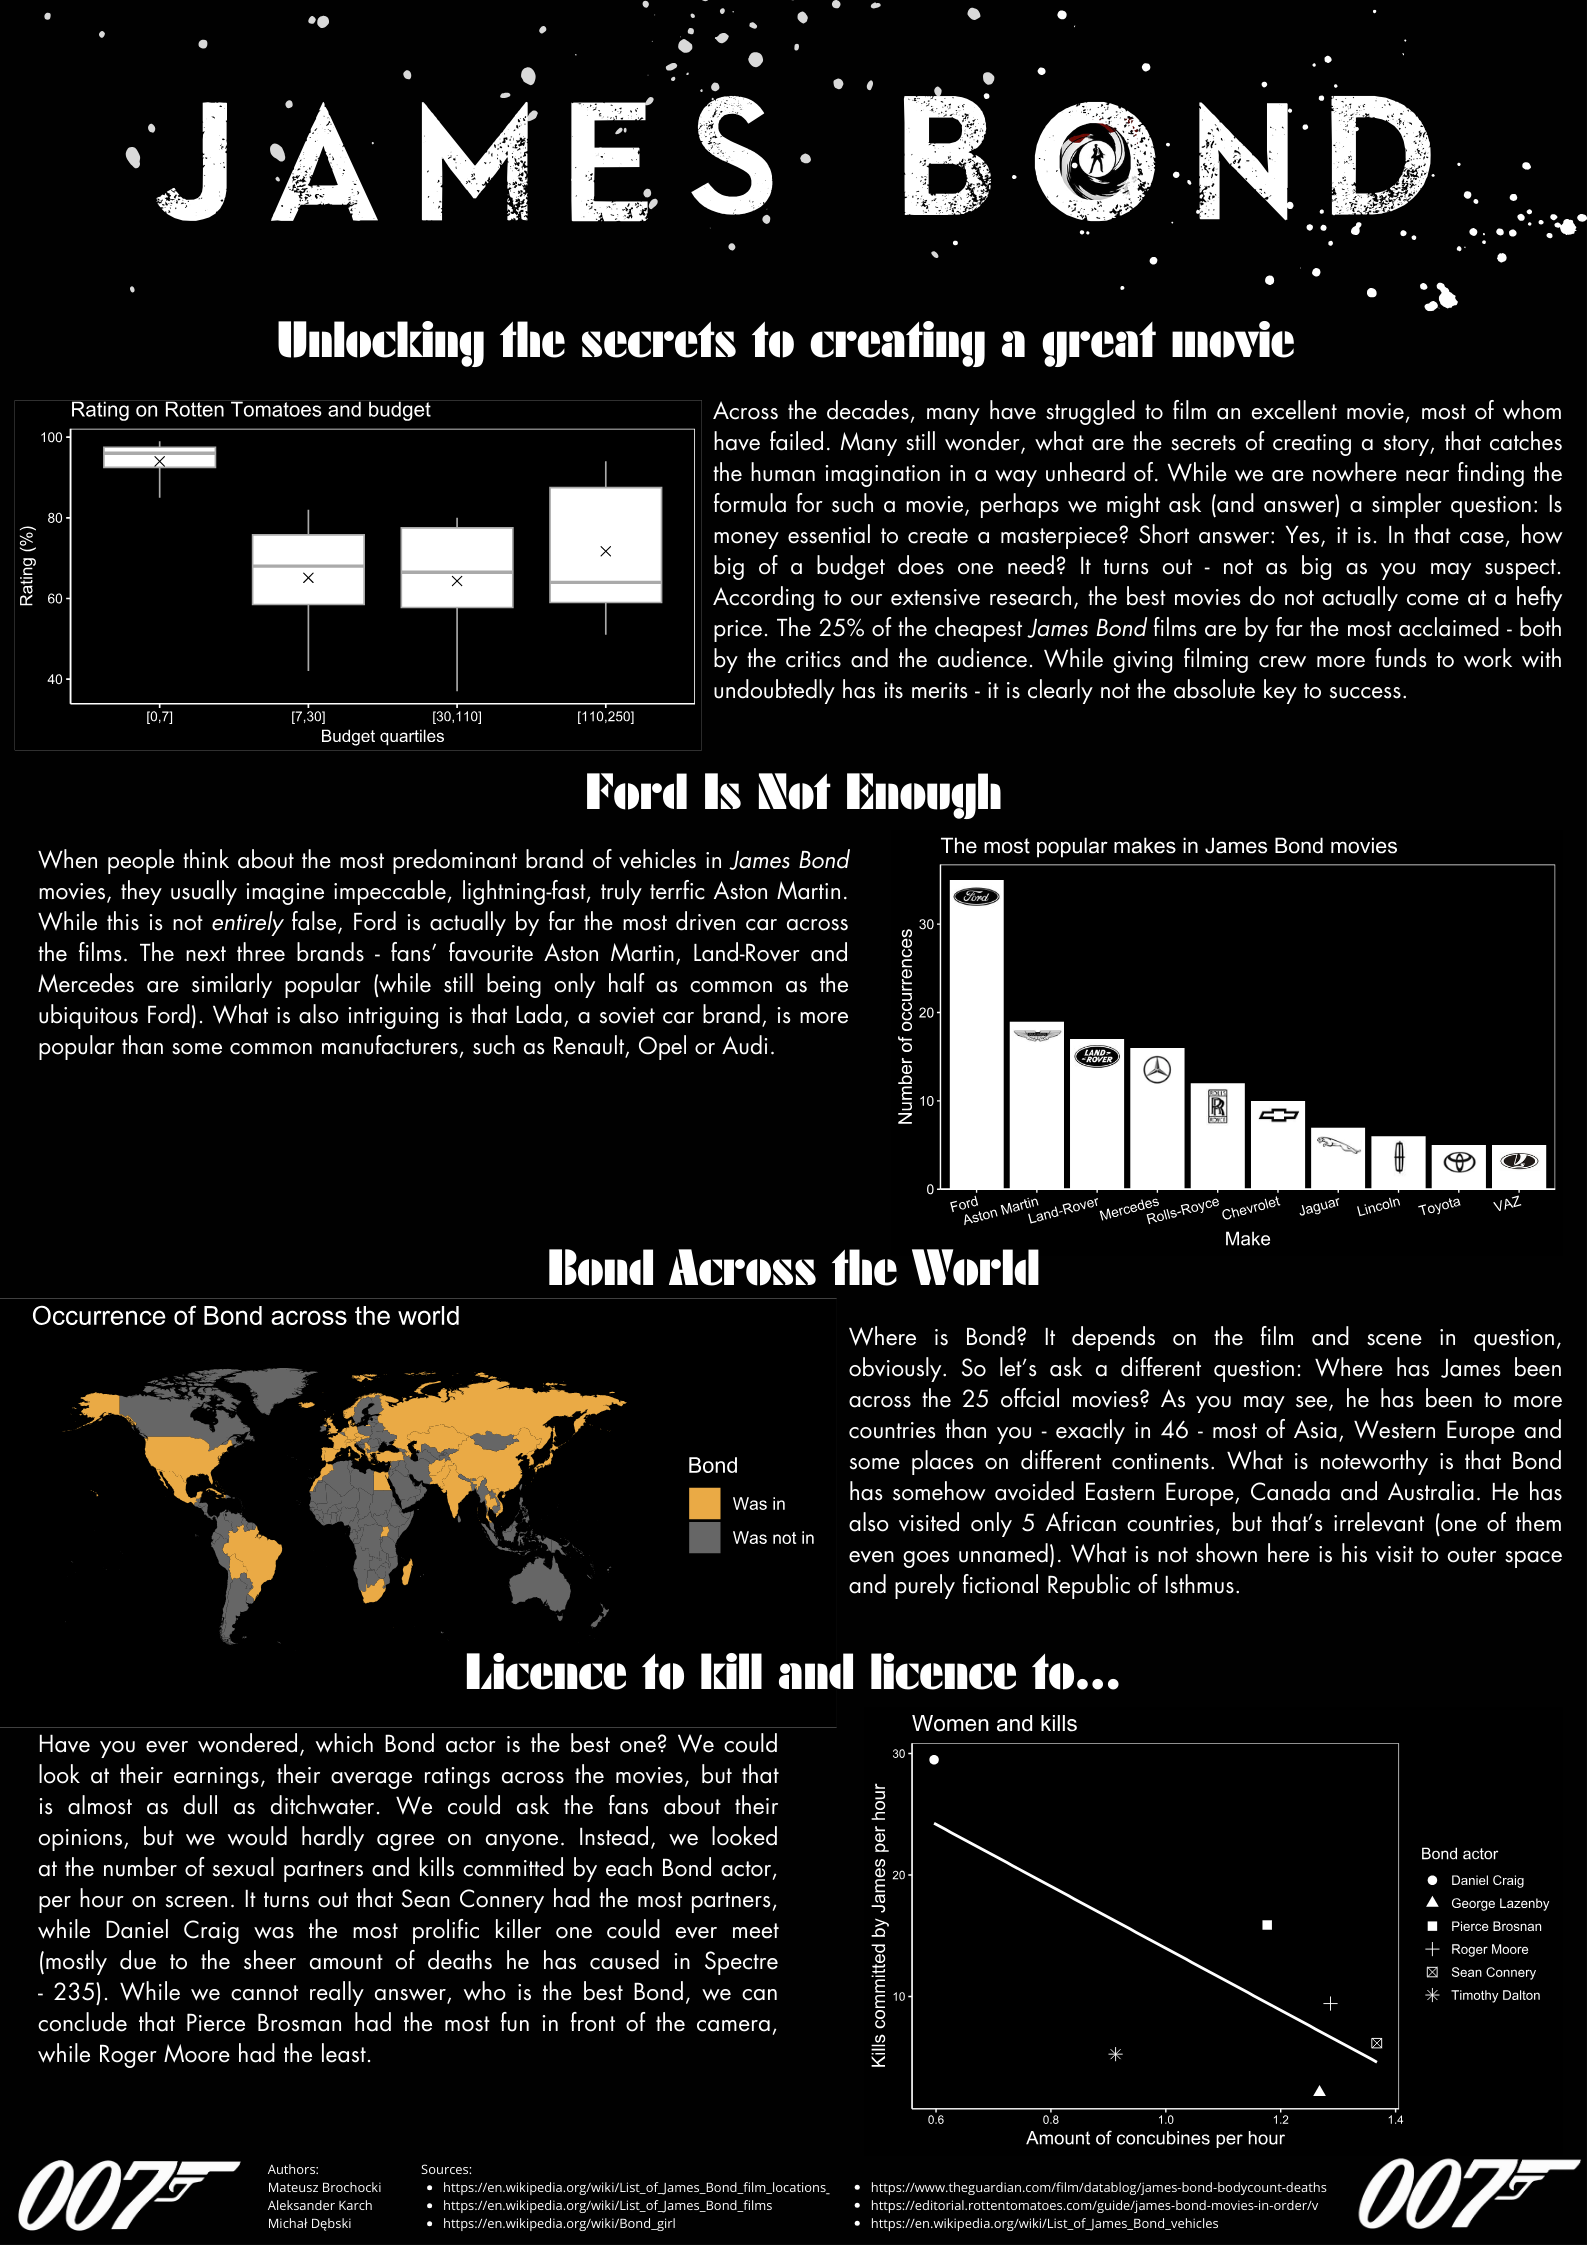 JAMES BOND
Unlocking the secrets to creating a great movie
Rating on Rotten Tomatoes and budget
Rating (%)
100
80
60
40
[0,7]
[7,30]
[30,110]
[110,250]
Budget quartiles
Across the decades, many have struggled to film an excellent movie, most of whom
have failed. Many still wonder, what are the secrets of creating a story, that catches
the human imagination in a way unheard of. While we are nowhere near finding the
formula for such a movie, perhaps we might ask (and answer) a simpler question: Is
money essential to create a masterpiece? Short answer: Yes, it is. In that case, how
big of a budget does one need? It turns out - not as big as you may suspect.
According to our extensive research, the best movies do not actually come at a hefty
price. The 25% of the cheapest James Bond films are by far the most acclaimed - both
by the critics and the audience. While giving filming crew more funds to work with
undoubtedly has its merits - it is clearly not the absolute key to success.
Ford Is Not Enough
When people think about the most predominant brand of vehicles in James Bond
movies, they usually imagine impeccable, lightning-fast, truly terrfic Aston Martin.
While this is not entirely false, Ford is actually by far the most driven car across
the films. The next three brands - fans' favourite Aston Martin, Land-Rover and
Mercedes are similarly popular (while still being only half as common as the
ubiquitous Ford). What is also intriguing is that Lada, a soviet car brand, is more
popular than some common manufacturers, such as Renault, Opel or Audi.
The most popular makes in James Bond movies
Number of occurrences
30
20
10
0
Ford
LAND-
-ROVER
ROLLS
RR
ROYCE
Ford
Aston Martin
Land-Rover
Mercedes
Rolls-Royce
Chevrolet
Jaguar
Lincoln
Toyota
VAZ
Make
Bond Across the World
Occurrence of Bond across the world
Bond
Was in
Was not in
Where is Bond? It depends on the film and scene in question,
obviously. So let's ask a different question: Where has James been
across the 25 offcial movies? As you may see, he has been to more
countries than you - exactly in 46 - most of Asia, Western Europe and
some places on different continents. What is noteworthy is that Bond
has somehow avoided Eastern Europe, Canada and Australia. He has
also visited only 5 African countries, but that's irrelevant (one of them
even goes unnamed). What is not shown here is his visit to outer space
and purely fictional Republic of Isthmus.
Licence to kill and licence to...
Have you ever wondered, which Bond actor is the best one? We could
look at their earnings, their average ratings across the movies, but that
is almost as dull as ditchwater. We could ask the fans about their
opinions, but we would hardly agree on anyone. Instead, we looked
at the number of sexual partners and kills committed by each Bond actor,
per hour on screen. It turns out that Sean Connery had the most partners,
while Daniel Craig was the most prolific killer one could ever meet
(mostly due to the sheer amount of deaths he has caused in Spectre
- 235). While we cannot really answer, who is the best Bond, we can
conclude that Pierce Brosman had the most fun in front of the camera,
while Roger Moore had the least.
Women and kills
Kills committed by James per hour
30
20
10
0.6
0.8
1.0
1.2
1.4
Amount of concubines per hour
Bond actor
Daniel Craig
George Lazenby
Pierce Brosnan
Roger Moore
Sean Connery
Timothy Dalton
007
Authors:
Mateusz Brochocki
Aleksander Karch
Michał Dębski
Sources:
• https://en.wikipedia.org/wiki/List_of_James_Bond_film_locations_
• https://en.wikipedia.org/wiki/List_of_James_Bond_films
• https://en.wikipedia.org/wiki/Bond_girl
• https://www.theguardian.com/film/datablog/james-bond-bodycount-deaths
• https://editorial.rottentomatoes.com/guide/james-bond-movies-in-order/v
• https://en.wikipedia.org/wiki/List_of_James_Bond_vehicles
007